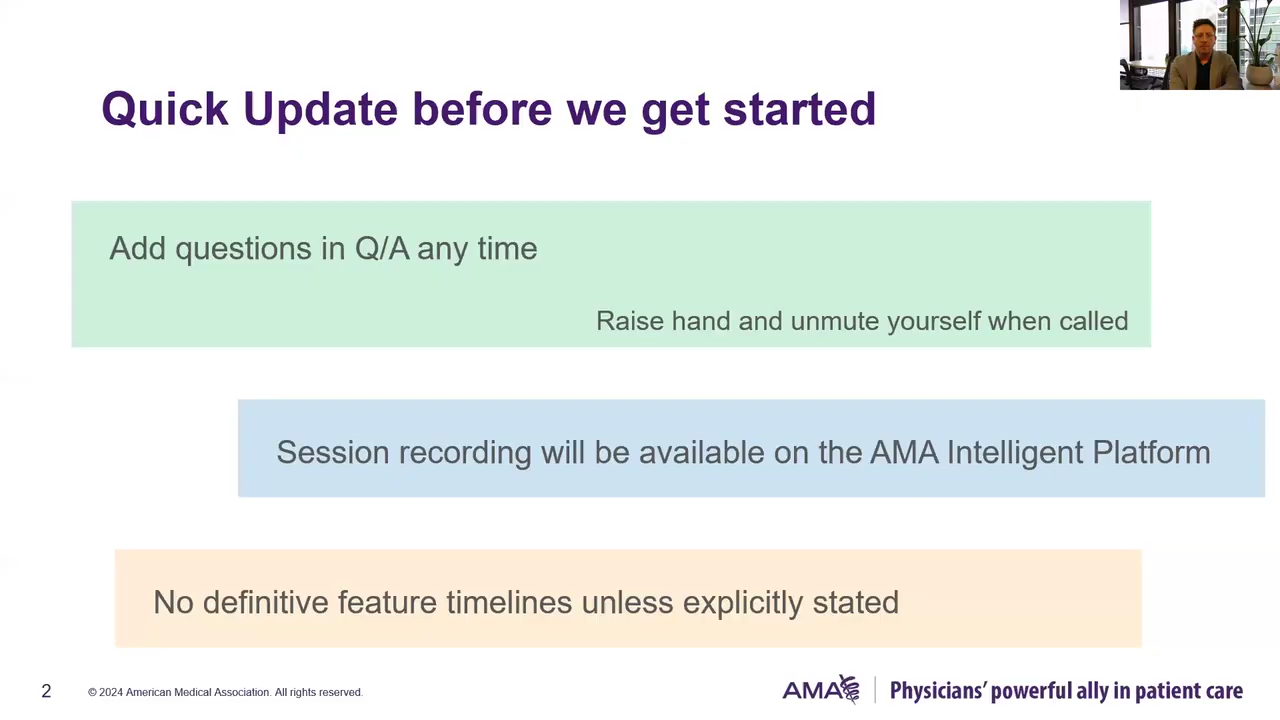 Quick Update before we get started
Add questions in Q/A any time
Raise hand and unmute yourself when called
Session recording will be available on the AMA Intelligent Platform
No definitive feature timelines unless explicitly stated
2
© 2024 American Medical Association. All rights reserved.
AMA
Physicians’ powerful ally in patient care